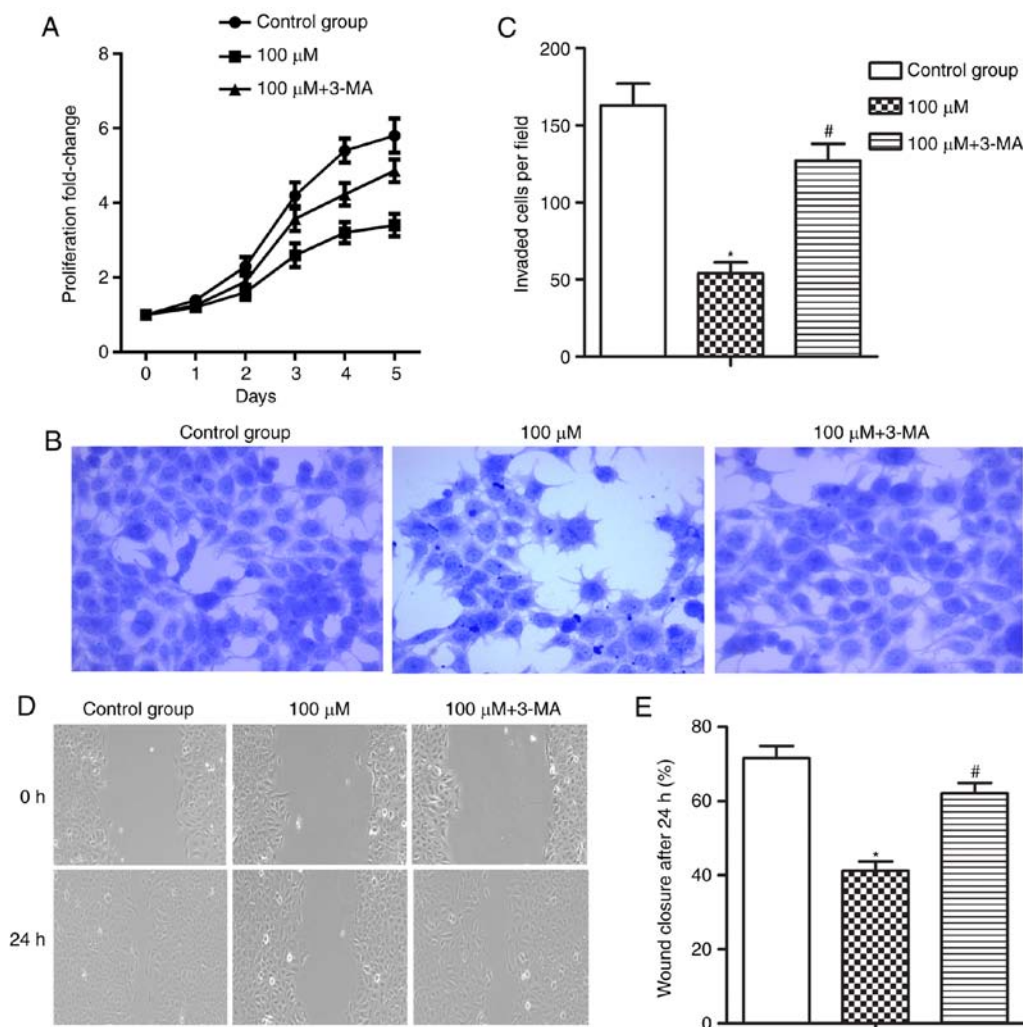 A
Control group
100 μM
100 μM+3-MA
Proliferation fold-change
8
6
4
2
0
0 1 2 3 4 5
Days
C
Control group
100 μM
100 μM+3-MA
Invaded cells per field
200
150
100
50
0
*
#
B
Control group 100 μM 100 μM+3-MA
D
Control group 100 μM 100 μM+3-MA
0 h
24 h
E
Wound closure after 24 h (%)
80
60
40
20
0
*
#